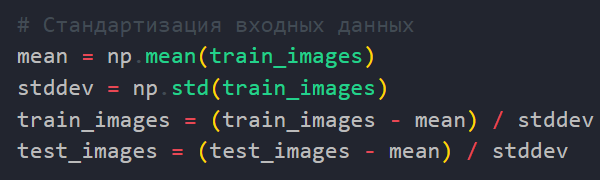 # Стандартизация входных данных
mean = np.mean(train_images)
stddev = np.std(train_images)
train_images = (train_images - mean) / stddev
test_images = (test_images - mean) / stddev